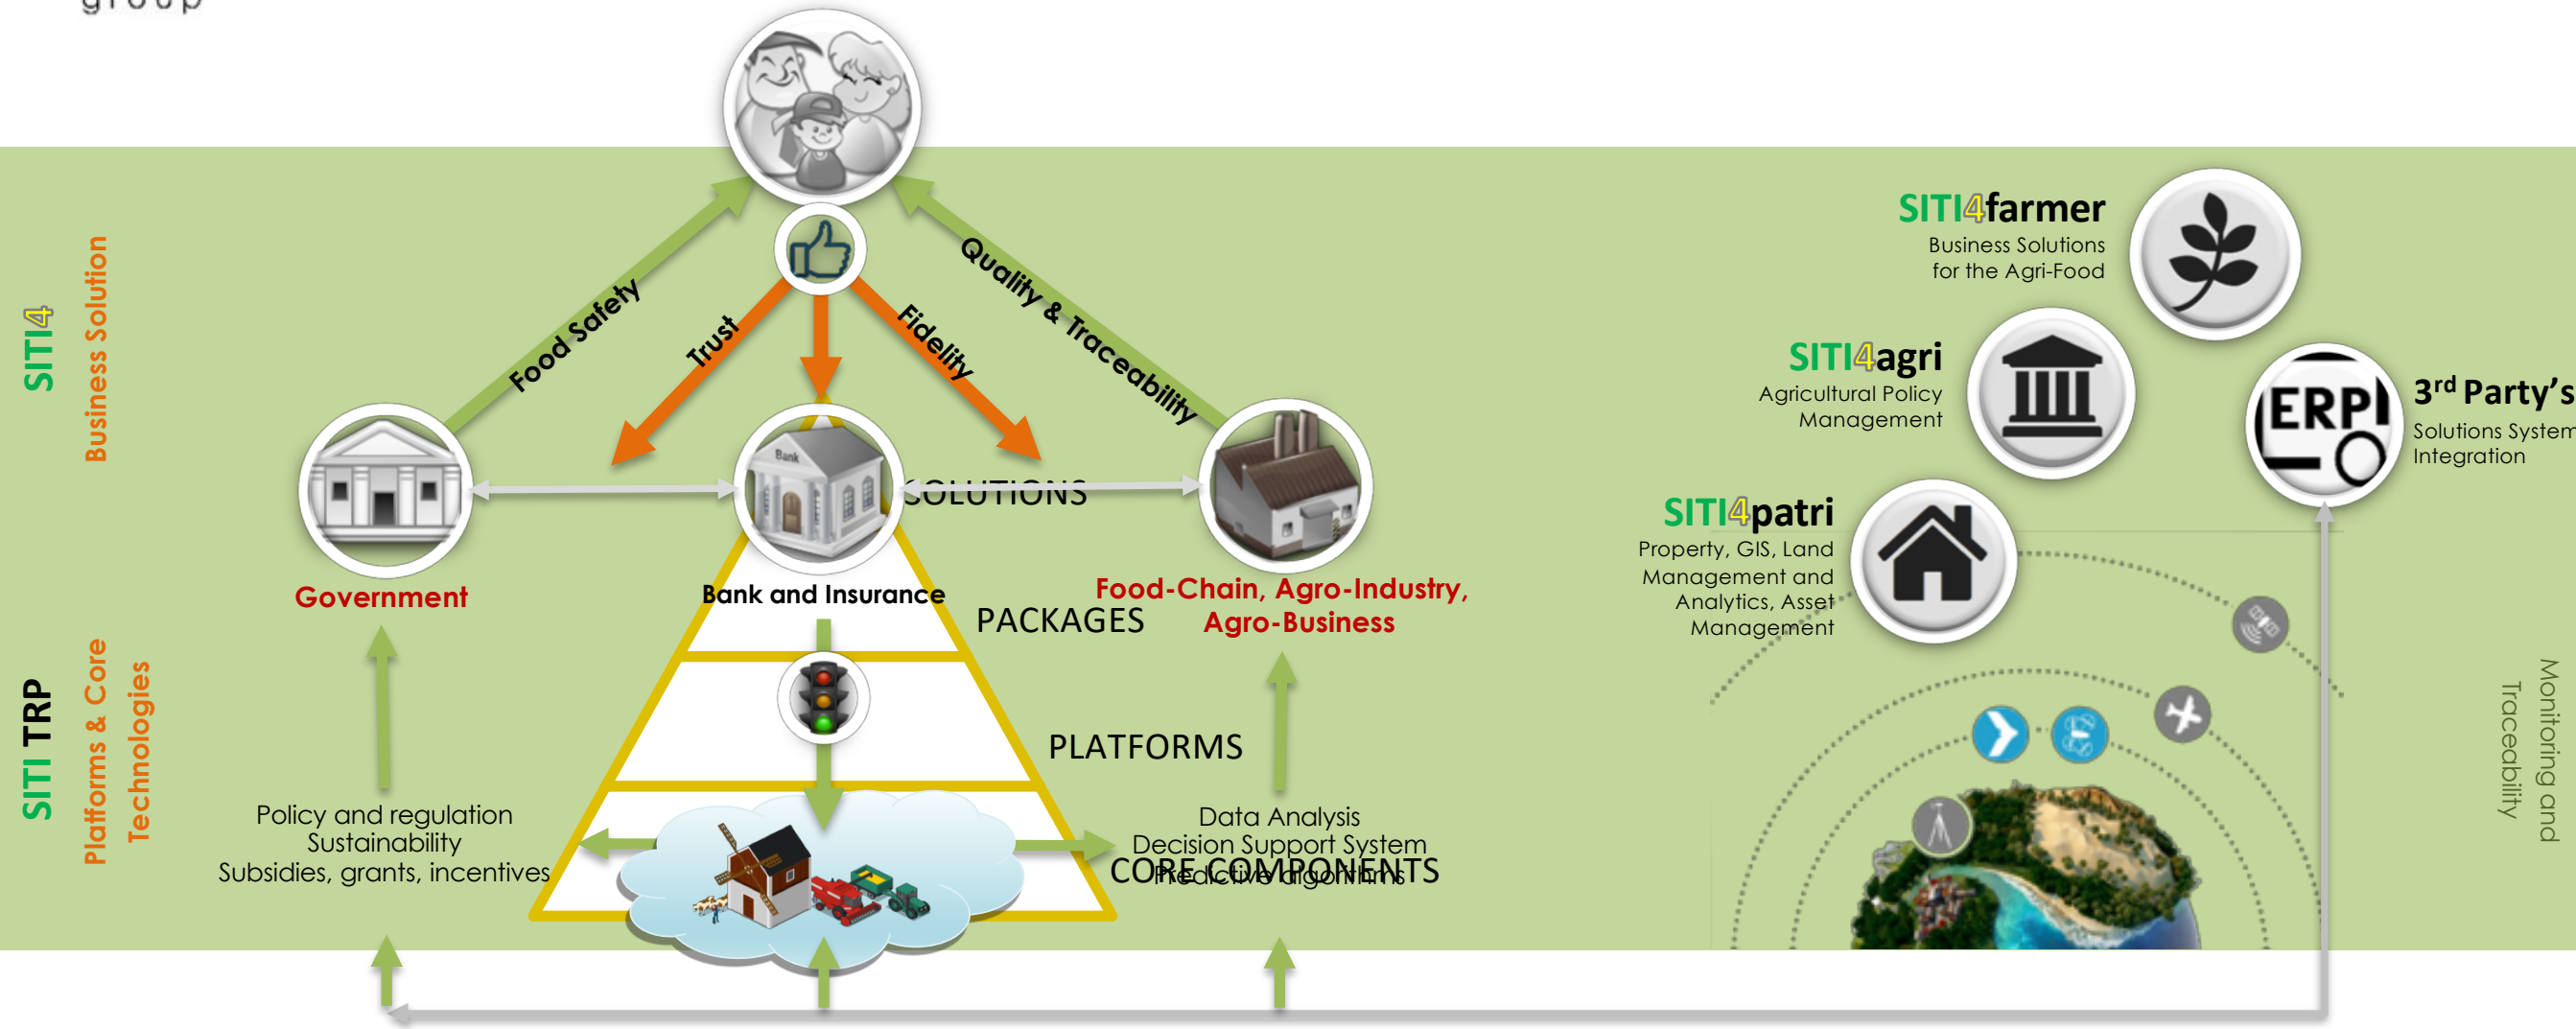 group
SITI4
Business Solution
SITI TRP
Platforms & Core
Technologies
Food Safety
Trust
Fidelity
Quality & Traceability
Bank
SOLUTIONS
Government
Bank and Insurance
Food-Chain, Agro-Industry,
Agro-Business
PACKAGES
PLATFORMS
Policy and regulation
Sustainability
Subsidies, grants, incentives
Data Analysis
Decision Support System
Predictive algorithms
CORE COMPONENTS
SITI4farmer
Business Solutions
for the Agri-Food
SITI4agri
Agricultural Policy
Management
ERP
3rd Party's
Solutions System
Integration
SITI4patri
Property, GIS, Land
Management and
Analytics, Asset
Management
Monitoring and
Traceability